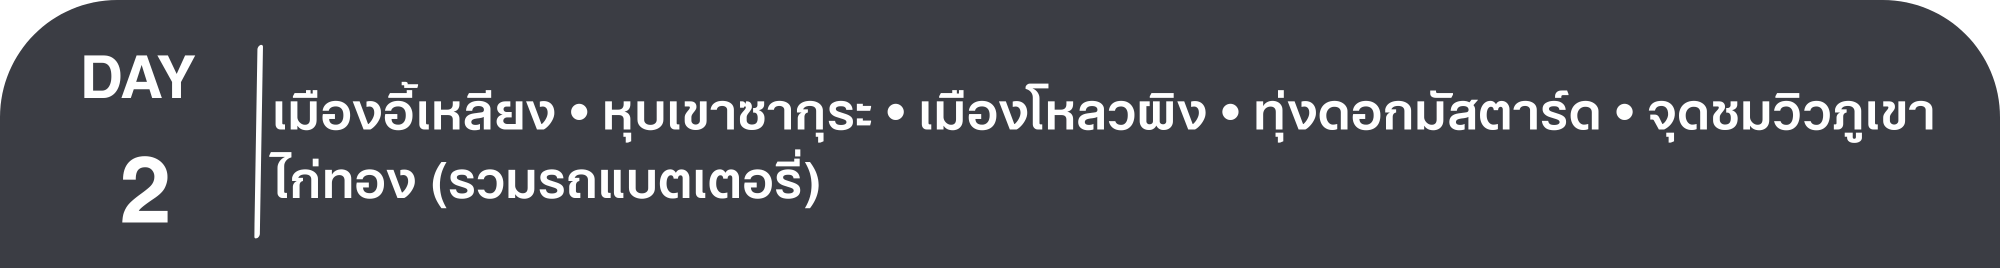 DAY
2
เมืองอี้เหลียง • หุบเขาซากุระ • เมืองโหลวผิง • ทุ่งดอกมัสตาร์ด • จุดชมวิวภูเขา
ไก่ทอง (รวมรถแบตเตอรี่)